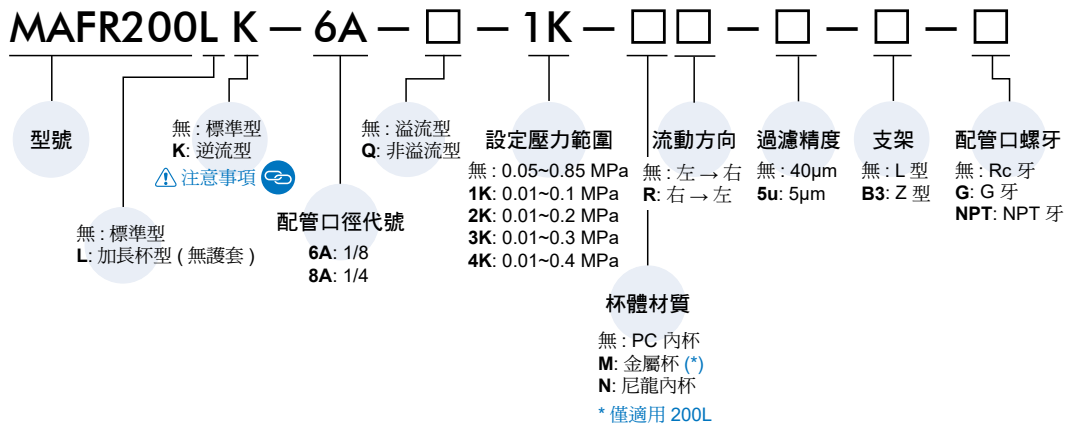 MAFR200L K — 6A — □ — 1K — □□ — □ — □ — □
型號
無 : 標準型
L: 加長杯型 ( 無護套 )
無 : 標準型
K: 逆流型
注意事項
配管口徑代號
6A: 1/8
8A: 1/4
無 : 溢流型
Q: 非溢流型
設定壓力範圍
無 : 0.05~0.85 MPa
1K: 0.01~0.1 MPa
2K: 0.01~0.2 MPa
3K: 0.01~0.3 MPa
4K: 0.01~0.4 MPa
杯體材質
無 : PC 內杯
M: 金屬杯 (*)
N: 尼龍內杯
* 僅適用 200L
流動方向
無 : 左 → 右
R: 右 → 左
過濾精度
無 : 40μm
5u: 5μm
支架
無 : L 型
B3: Z 型
配管口螺牙
無 : Rc 牙
G: G 牙
NPT: NPT 牙